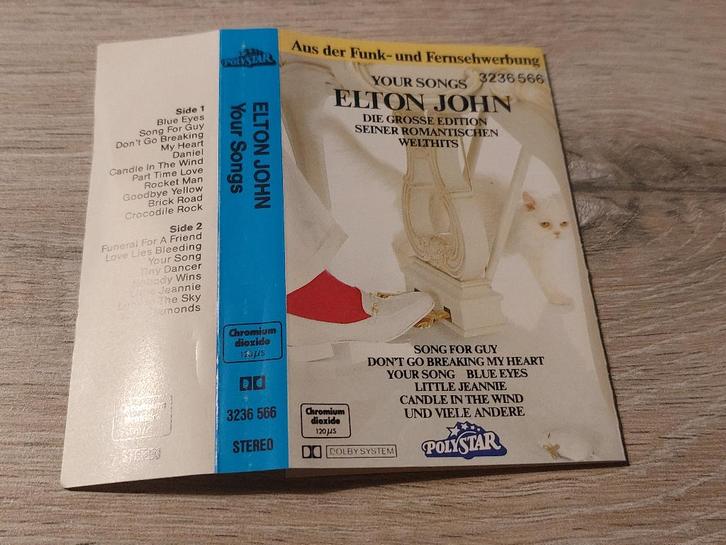 Side 1
Blue Eyes
Song For Guy
Don't Go Breaking
My Heart
Daniel
Candle In The Wind
Part Time Love
Rocket Man
Goodbye Yellow
Brick Road
Crocodile Rock
Side 2
Funeral For A Friend
Love Lies Bleeding
Your Song
Tiny Dancer
Nobody Wins
Jeannie
The Sky
STEREO
POLYSTAR
ELTON JOHN
Your Songs
Chromium
dioxide
120 µS
3236 566
STEREO
Aus der Funk- und Fernsehwerbung
YOUR SONGS 3236 566
ELTON JOHN
DIE GROSSE EDITION
SEINER ROMANTISCHEN
WELTHITS
SONG FOR GUY
DON'T GO BREAKING MY HEART
YOUR SONG BLUE EYES
LITTLE JEANNIE
CANDLE IN THE WIND
UND VIELE ANDERE
Chromium
dioxide
120 µS
DOLBY SYSTEM
POLYSTAR